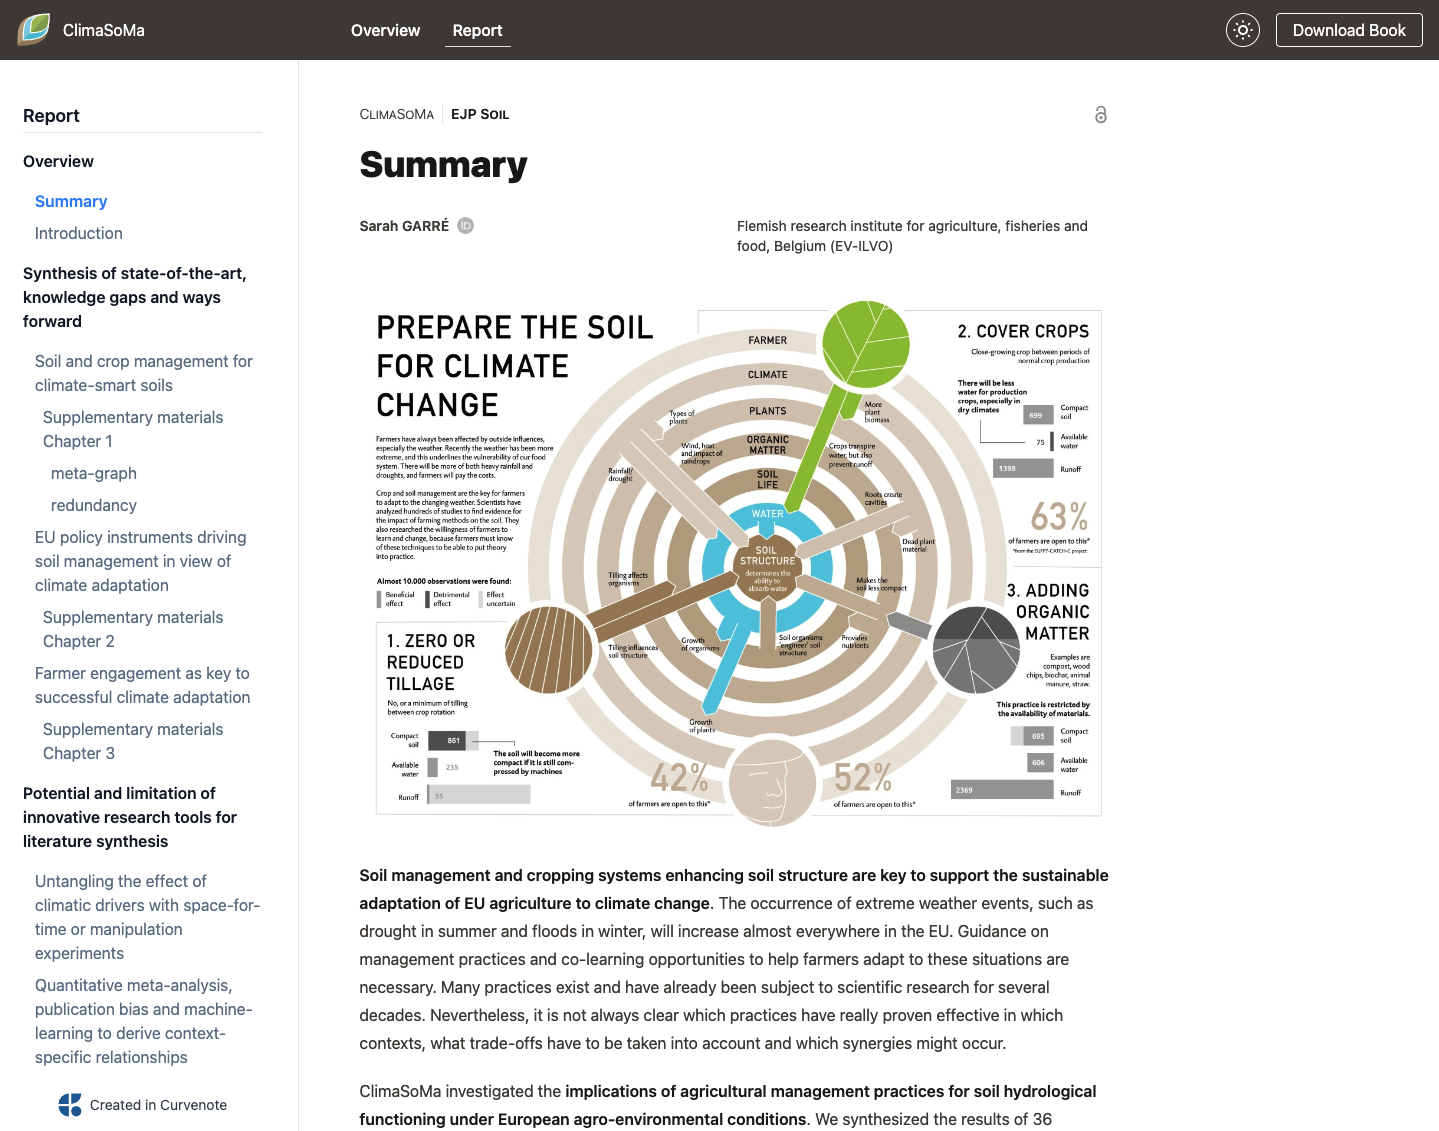 ClimaSoMa
Overview
Report
Download Book
Report
Overview
Summary
Introduction
Synthesis of state-of-the-art,
knowledge gaps and ways
forward
Soil and crop management for
climate-smart soils
Supplementary materials
Chapter 1
meta-graph
redundancy
EU policy instruments driving
soil management in view of
climate adaptation
Supplementary materials
Chapter 2
Farmer engagement as key to
successful climate adaptation
Supplementary materials
Chapter 3
Potential and limitation of
innovative research tools for
literature synthesis
Untangling the effect of
climatic drivers with space-for-
time or manipulation
experiments
Quantitative meta-analysis,
publication bias and machine-
learning to derive context-
specific relationships
Created in Curvenote
CLIMASOMA
EJP SOIL
Summary
Sarah GARRÉ
iD
Flemish research institute for agriculture, fisheries and
food, Belgium (EV-ILVO)
PREPARE THE SOIL
FOR CLIMATE
CHANGE
Farmers have always been affected by outside influences,
especially the weather. Recently the weather has been more
extreme, and this underlines the vulnerability of our food
system. There will be more of both heavy rainfall and
droughts, and farmers will pay the costs.
Crop and soil management are the key for farmers
to adapt to the changing weather. Scientists have
analyzed hundreds of studies to find evidence for
the impact of farming methods on the soil. They
also researched the willingness of farmers to
learn and change, because farmers must know
of these techniques to be able to put theory
into practice.
Almost 10.000 observations were found:
Beneficial
effect
Detrimental
effect
Effect
uncertain
FARMER
CLIMATE
PLANTS
ORGANIC
MATTER
SOIL
LIFE
WATER
SOIL
STRUCTURE
determines the
ability to
absorb water
Types of
plants
Wind, heat
and impact of
raindrops
Rainfall/
drought
More
plant
biomass
Crops transpire
water, but also
prevent runoff
Roots create
cavities
Dead plant
material
Makes the
soil less compact
Provides
nutrients
Soil organisms
'engineer' soil
structure
Growth
of organisms
Growth
of plants
Tilling affects
organisms
Tilling influences
soil structure
1. ZERO OR
REDUCED
TILLAGE
No, or a minimum of tilling
between crop rotation
Compact
soil
861
The soil will become more
compact if it is still com-
pressed by machines
Available
water
235
Runoff
55
42%
of farmers are open to this*
52%
of farmers are open to this*
2. COVER CROPS
Close-growing crop between periods of
normal crop production
There will be less
water for production
crops, especially in
dry climates
699
Compact
soil
75
Available
water
1398
Runoff
63%
of farmers are open to this*
*from the EUFP7-CATCH-C project
3. ADDING
ORGANIC
MATTER
Examples are
compost, wood
chips, biochar, animal
manure, straw.
This practice is restricted by
the availability of materials.
695
Compact
soil
606
Available
water
2369
Runoff
Soil management and cropping systems enhancing soil structure are key to support the sustainable
adaptation of EU agriculture to climate change. The occurrence of extreme weather events, such as
drought in summer and floods in winter, will increase almost everywhere in the EU. Guidance on
management practices and co-learning opportunities to help farmers adapt to these situations are
necessary. Many practices exist and have already been subject to scientific research for several
decades. Nevertheless, it is not always clear which practices have really proven effective in which
contexts, what trade-offs have to be taken into account and which synergies might occur.
ClimaSoMa investigated the implications of agricultural management practices for soil hydrological
functioning under European agro-environmental conditions. We synthesized the results of 36